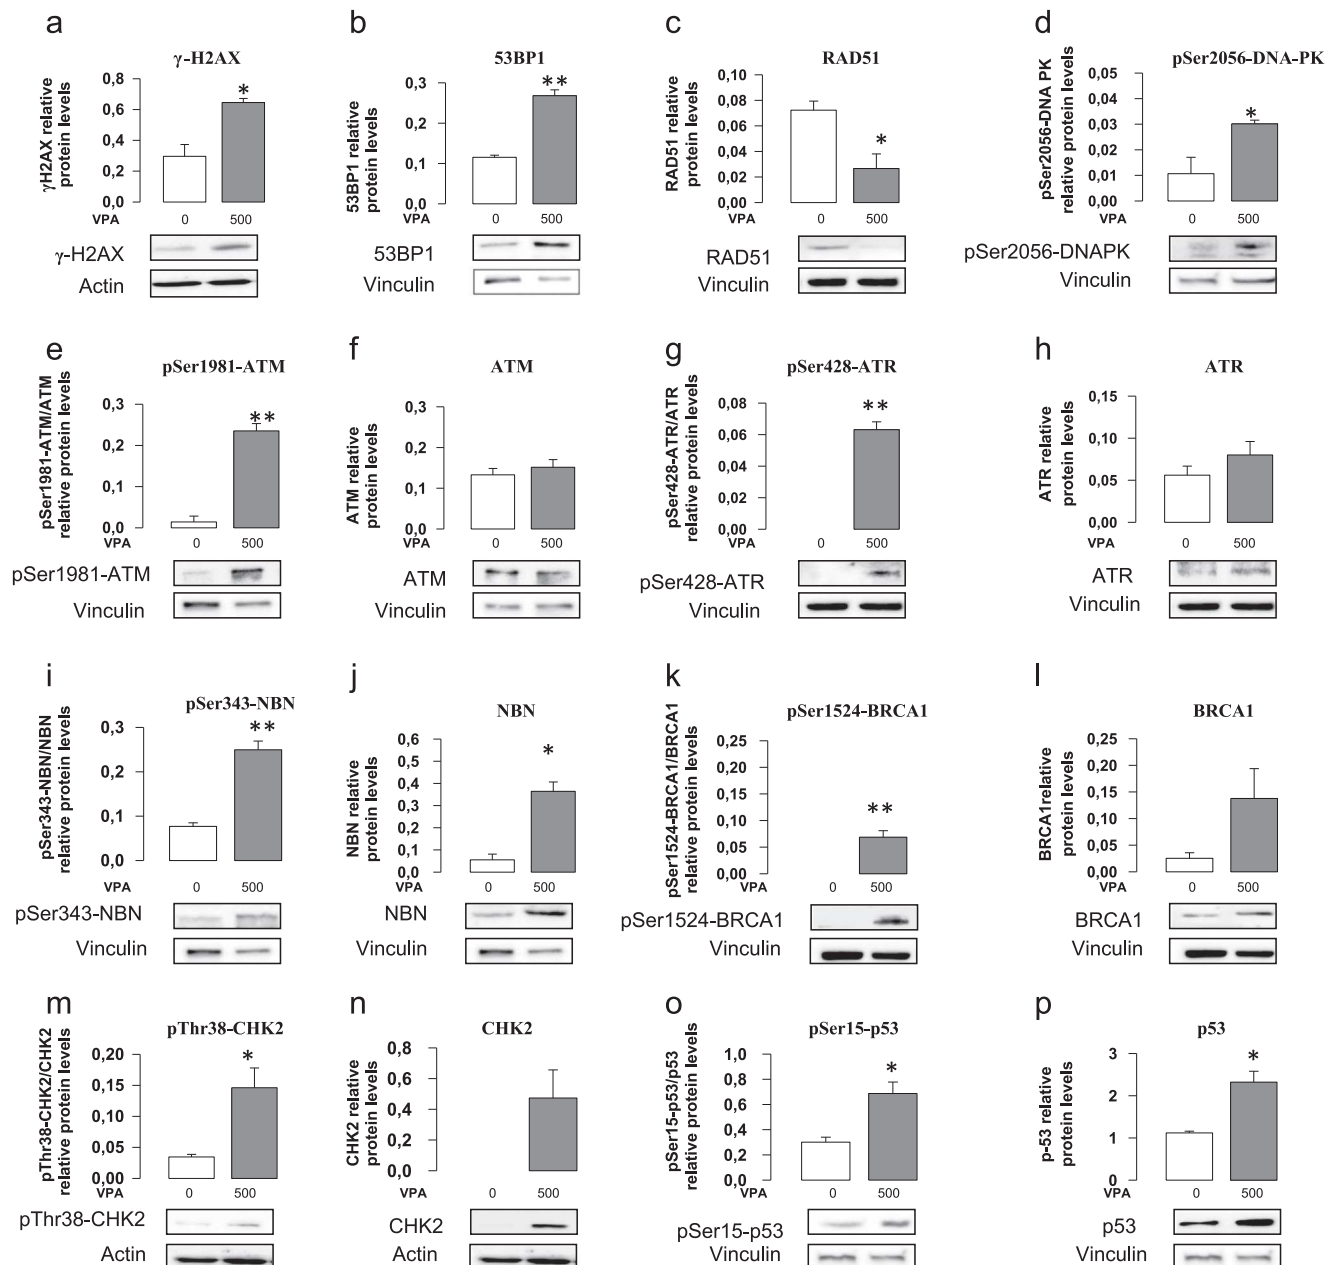 a
γ-H2AX
γH2AX relative
protein levels
0,8
0,6
0,4
0,2
0,0
*
VPA
0
500
γ-H2AX
Actin
b
53BP1
53BP1 relative
protein levels
0,3
0,2
0,1
0,0
**
VPA
0
500
53BP1
Vinculin
c
RAD51
RAD51 relative
protein levels
0,10
0,08
0,06
0,04
0,02
0,00
*
VPA
0
500
RAD51
Vinculin
d
pSer2056-DNA-PK
pSer2056-DNA PK
relative protein levels
0,05
0,04
0,03
0,02
0,01
0,00
*
VPA
0
500
pSer2056-DNAPK
Vinculin
e
pSer1981-ATM
pSer1981-ATM/ATM
relative protein levels
0,3
0,2
0,1
0,0
**
VPA
0
500
pSer1981-ATM
Vinculin
f
ATM
ATM relative
protein levels
0,3
0,2
0,1
0,0
VPA
0
500
ATM
Vinculin
g
pSer428-ATR
pSer428-ATR/ATR
relative protein levels
0,08
0,06
0,04
0,02
0,00
**
VPA
0
500
pSer428-ATR
Vinculin
h
ATR
ATR relative
protein levels
0,15
0,10
0,05
0,00
VPA
0
500
ATR
Vinculin
i
pSer343-NBN
pSer343-NBN/NBN
relative protein levels
0,3
0,2
0,1
0,0
**
VPA
0
500
pSer343-NBN
Vinculin
j
NBN
NBN relative
protein levels
0,6
0,5
0,4
0,3
0,2
0,1
0,0
*
VPA
0
500
NBN
Vinculin
k
pSer1524-BRCA1
pSer1524-BRCA1/BRCA1
relative protein levels
0,25
0,20
0,15
0,10
0,05
0,00
**
VPA
0
500
pSer1524-BRCA1
Vinculin
l
BRCA1
BRCA1relative
protein levels
0,25
0,20
0,15
0,10
0,05
0,00
VPA
0
500
BRCA1
Vinculin
m
pThr38-CHK2
pThr38-CHK2/CHK2
relative protein levels
0,20
0,15
0,10
0,05
0,00
*
VPA
0
500
pThr38-CHK2
Actin
n
CHK2
CHK2 relative
protein levels
0,8
0,6
0,4
0,2
0,0
VPA
0
500
CHK2
Actin
o
pSer15-p53
pSer15-p53/p53
relative protein levels
1,0
0,8
0,6
0,4
0,2
0,0
*
VPA
0
500
pSer15-p53
Vinculin
p
p53
p-53 relative
protein levels
3
2
1
0
*
VPA
0
500
p53
Vinculin